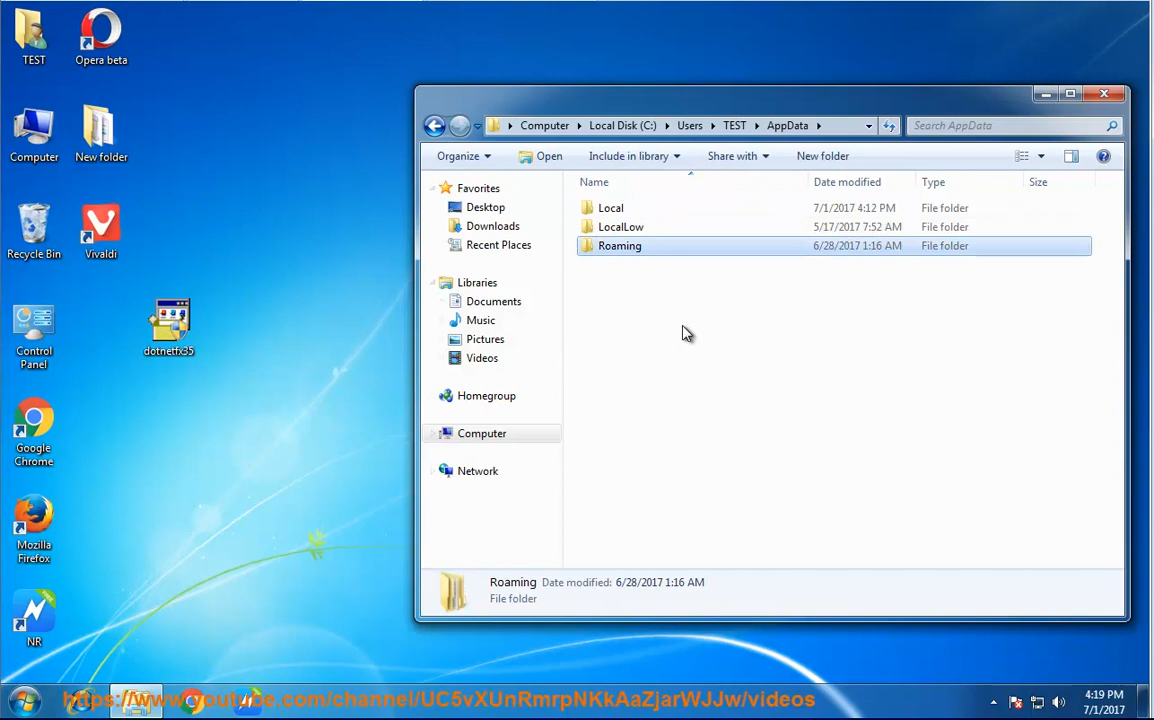 TEST
Opera beta
Computer
New folder
Recycle Bin
Vivaldi
Control
Panel
dotnetfx35
Google
Chrome
Mozilla
Firefox
FREE
NR
Computer Local Disk (C:) Users TEST AppData
Search AppData
Organize Open Include in library Share with New folder
Favorites
Desktop
Downloads
Recent Places
Libraries
Documents
Music
Pictures
Videos
Homegroup
Computer
Network
Name Date modified Type Size
Local 7/1/2017 4:12 PM File folder
LocalLow 5/17/2017 7:52 AM File folder
Roaming 6/28/2017 1:16 AM File folder
Roaming Date modified: 6/28/2017 1:16 AM
File folder
https://www.youtube.com/channel/UC5vXUnRmrpNKkAaZjarWJJw/videos
4:19 PM
7/1/2017